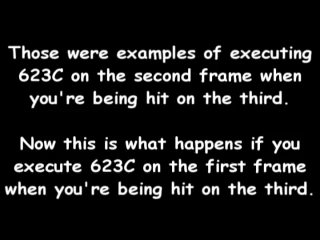 Those were examples of executing
623C on the second frame when
you're being hit on the third.
Now this is what happens if you
execute 623C on the first frame
when you're being hit on the third.